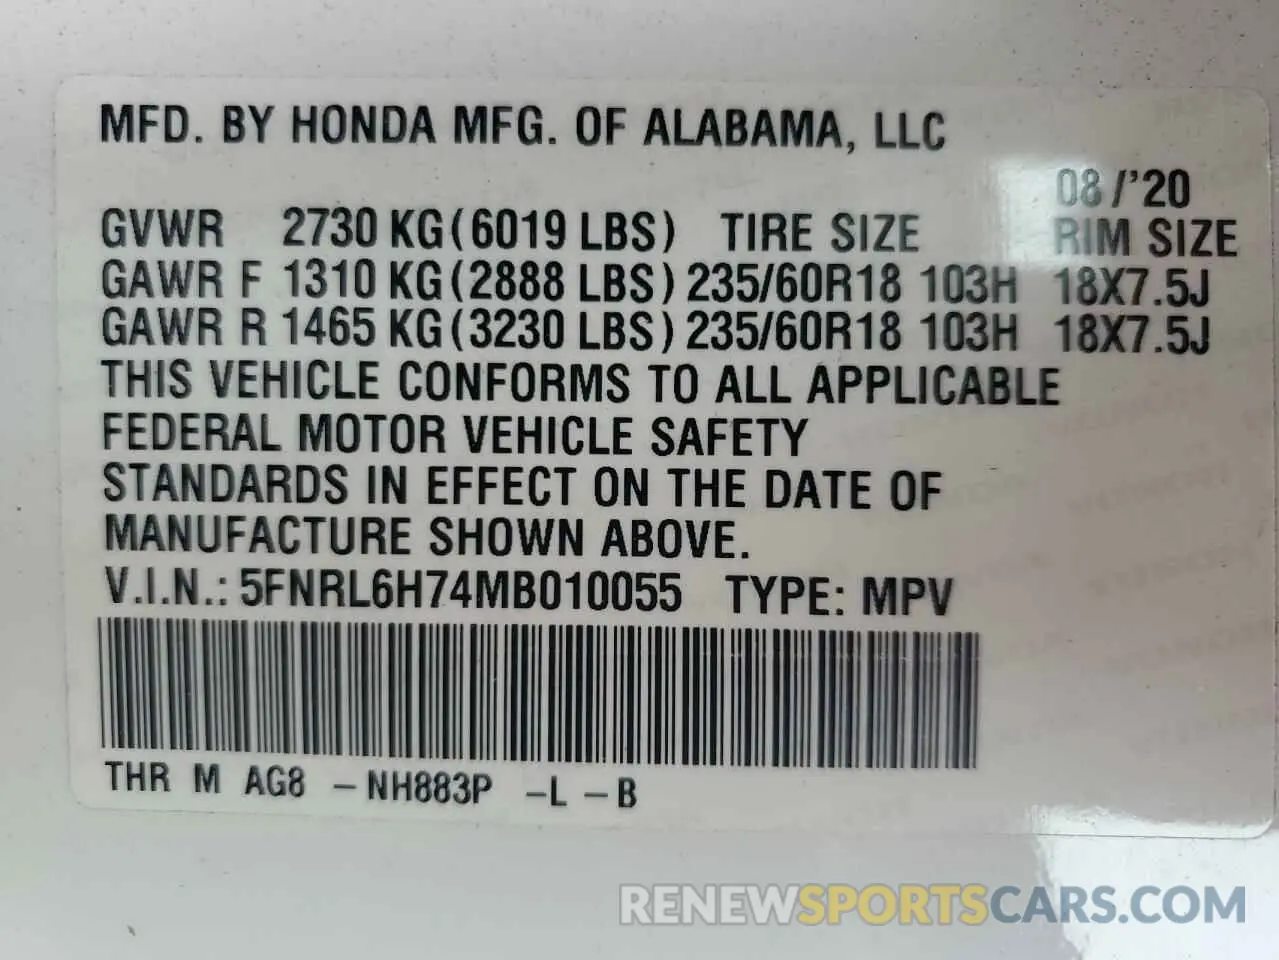 MFD. BY HONDA MFG. OF ALABAMA, LLC
08/'20
GVWR 2730 KG(6019 LBS) TIRE SIZE RIM SIZE
GAWR F 1310 KG(2888 LBS) 235/60R18 103H 18X7.5J
GAWR R 1465 KG(3230 LBS) 235/60R18 103H 18X7.5J
THIS VEHICLE CONFORMS TO ALL APPLICABLE
FEDERAL MOTOR VEHICLE SAFETY
STANDARDS IN EFFECT ON THE DATE OF
MANUFACTURE SHOWN ABOVE.
V.I.N.: 5FNRL6H74MB010055 TYPE: MPV
THR M AG8 -NH883P -L -B
RENEWSPORTSCARS.COM